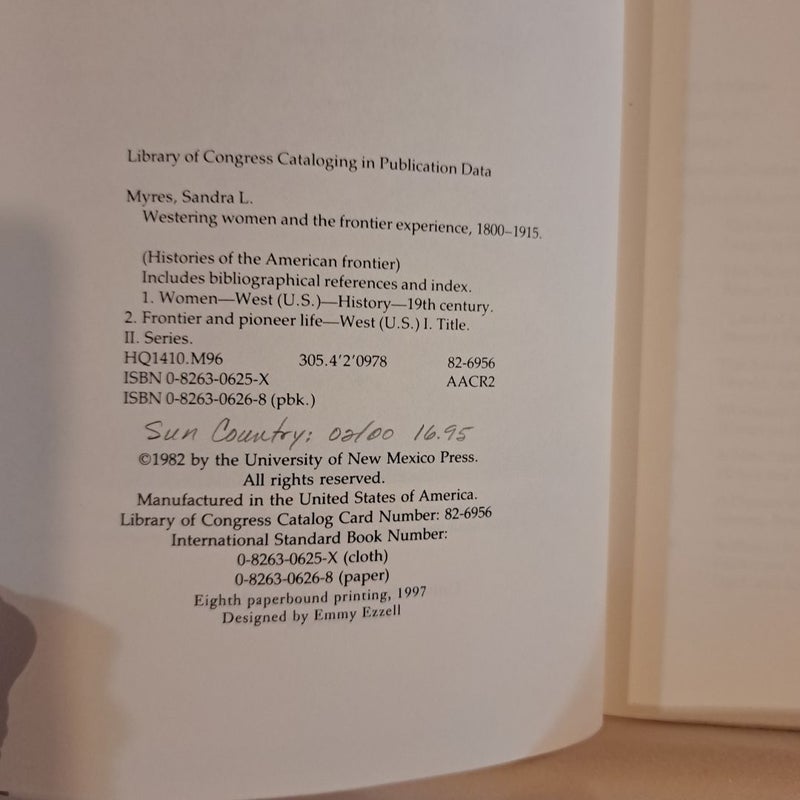 Library of Congress Cataloging in Publication Data
Myres, Sandra L.
Westering women and the frontier experience, 1800–1915.
(Histories of the American frontier)
Includes bibliographical references and index.
1. Women—West (U.S.)—History—19th century.
2. Frontier and pioneer life—West (U.S.) I. Title.
II. Series.
HQ1410.M96 305.4'2'0978 82-6956
ISBN 0-8263-0625-X AACR2
ISBN 0-8263-0626-8 (pbk.)
Sun Country: 02/00 16.95
©1982 by the University of New Mexico Press.
All rights reserved.
Manufactured in the United States of America.
Library of Congress Catalog Card Number: 82-6956
International Standard Book Number:
0-8263-0625-X (cloth)
0-8263-0626-8 (paper)
Eighth paperbound printing, 1997
Designed by Emmy Ezzell